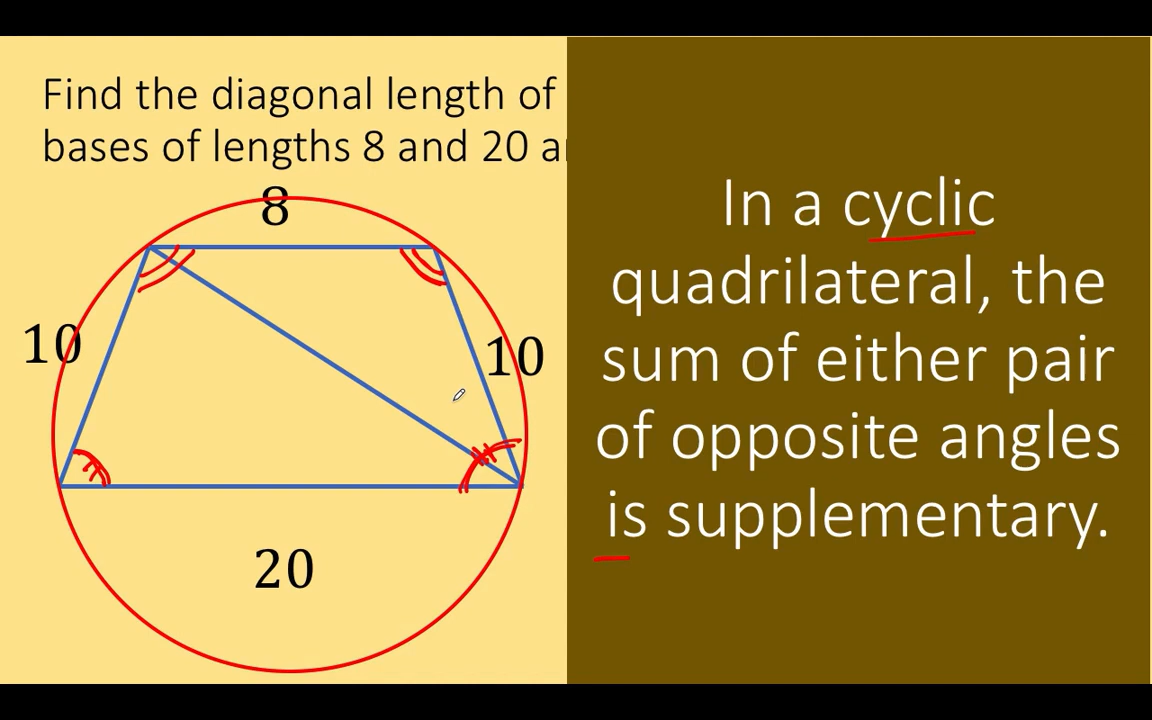 Find the diagonal length of
bases of lengths 8 and 20
8
10
10
20
In a cyclic
quadrilateral, the
sum of either pair
of opposite angles
is supplementary.